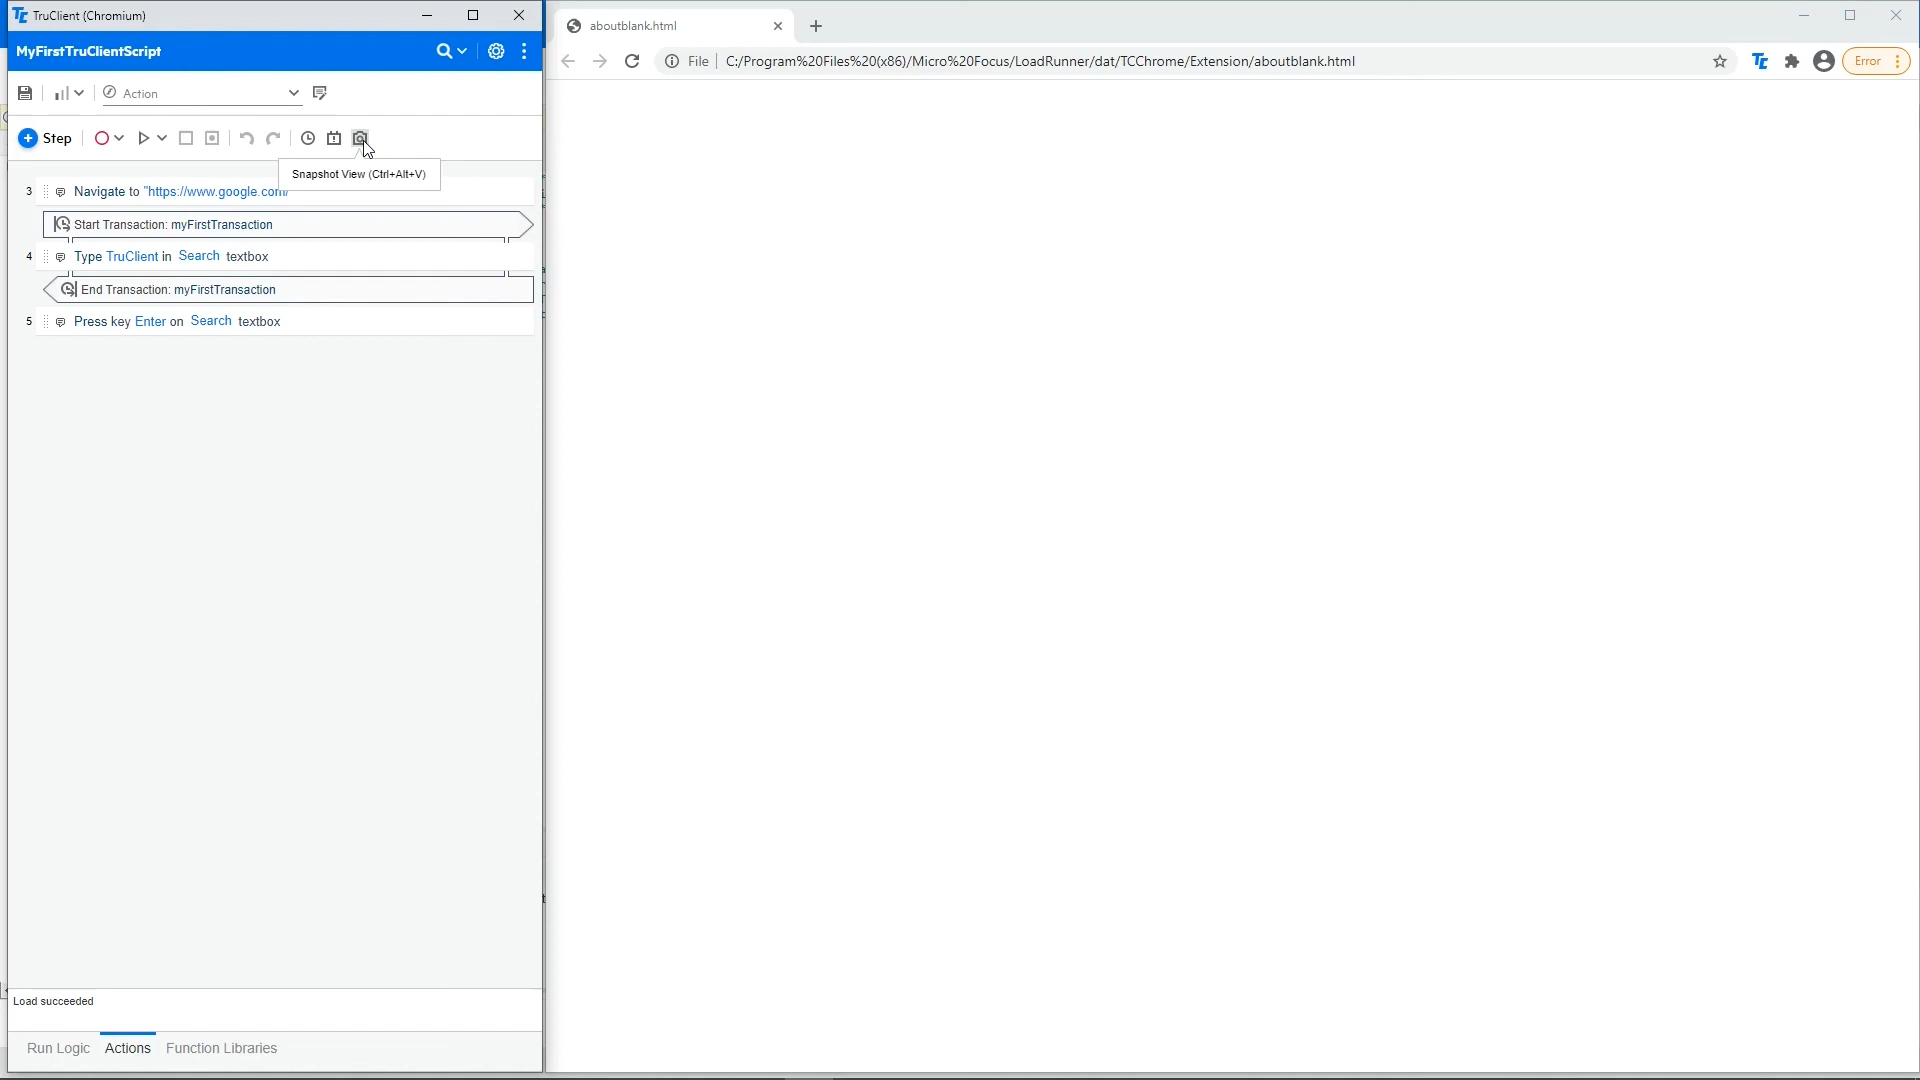 TruClient (Chromium)
MyFirstTruClientScript
Action
Step
Snapshot View (Ctrl+Alt+V)
3 Navigate to "https://www.google.com/
Start Transaction: myFirstTransaction
4 Type TruClient in Search textbox
End Transaction: myFirstTransaction
5 Press key Enter on Search textbox
Load succeeded
Run Logic Actions Function Libraries
aboutblank.html
File C:/Program%20Files%20(x86)/Micro%20Focus/LoadRunner/dat/TCChrome/Extension/aboutblank.html
TC
Error